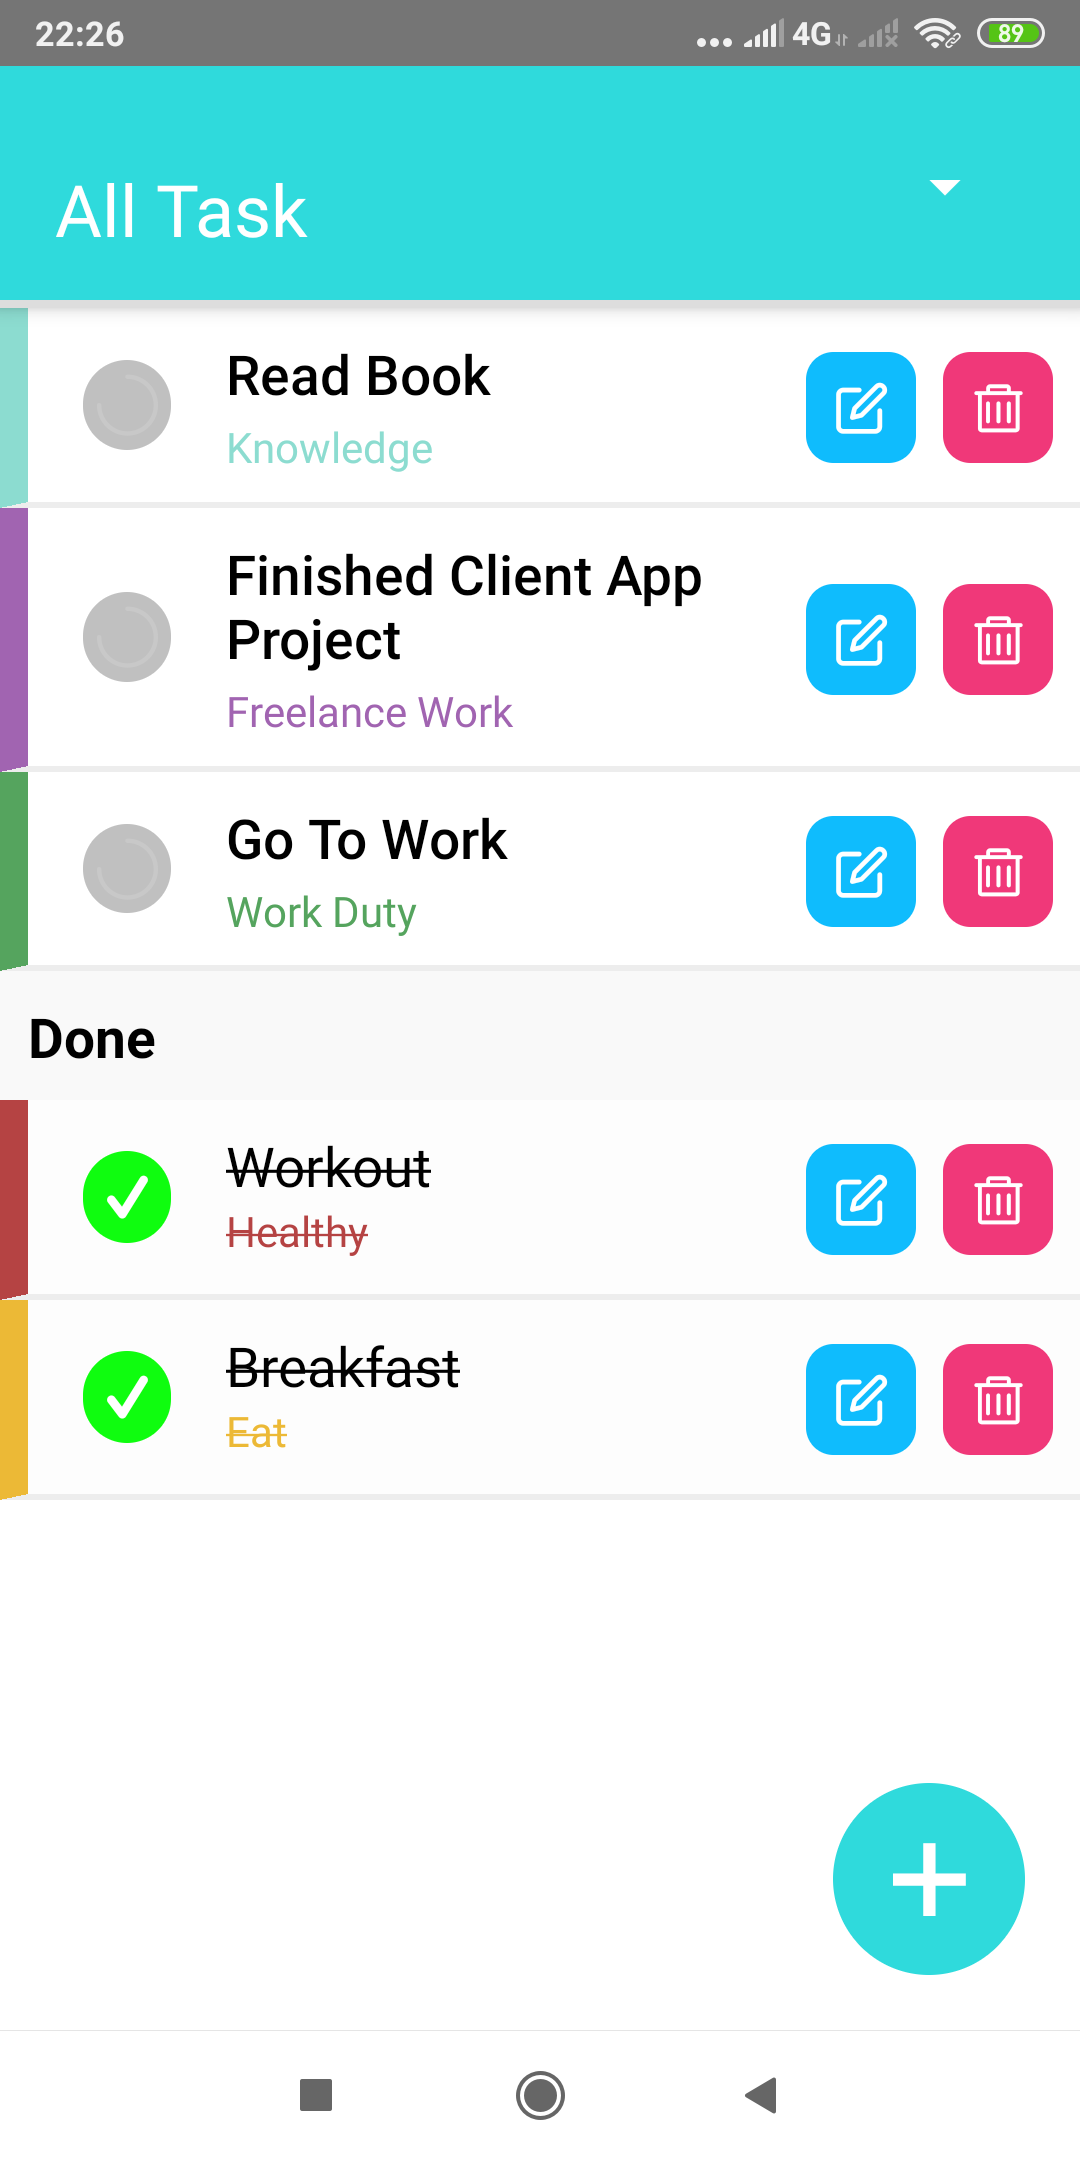 22:26 4G 89
All Task
Read Book
Knowledge
Finished Client App
Project
Freelance Work
Go To Work
Work Duty
Done
Workout
Healthy
Breakfast
Eat